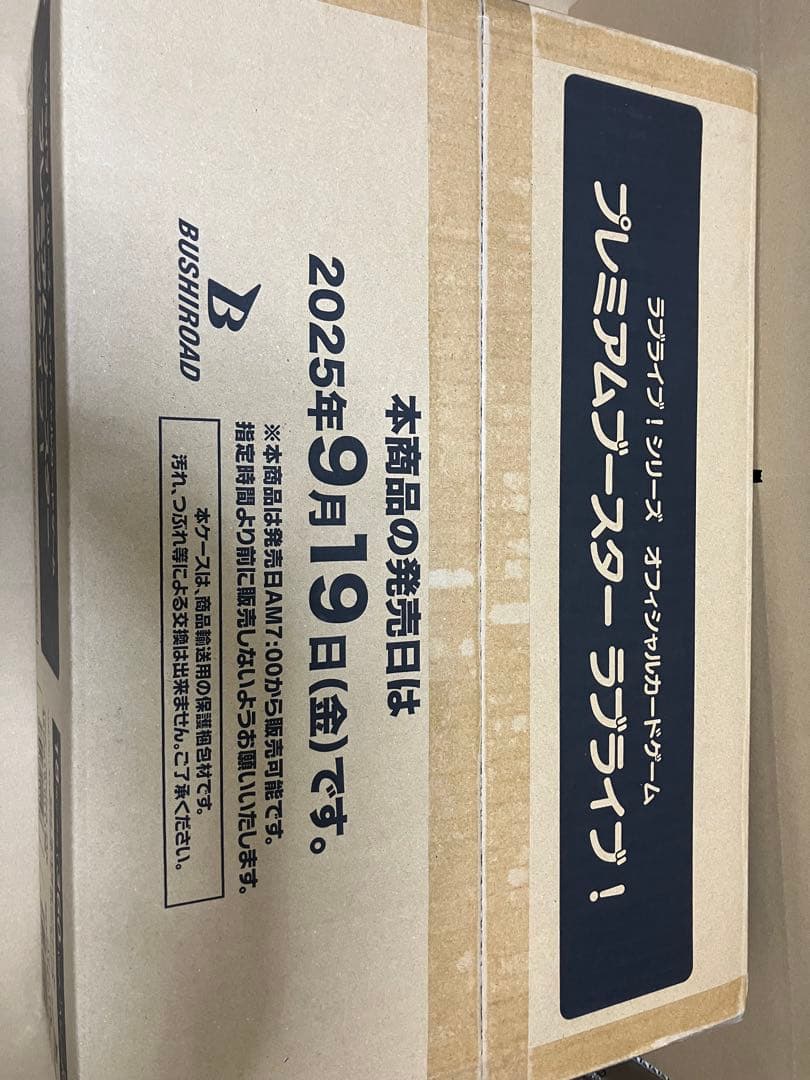 ラブライブ！シリーズ　オフィシャルカードゲーム
プレミアムブースター ラブライブ！
本商品の発売日は
2025年9月19日(金)です。
※本商品は発売日AM7:00から販売可能です。
指定時間より前に販売しないようお願いいたします。
BUSHIROAD
本ケースは、商品輸送用の保護梱包材です。
汚れ、つぶれ等による交換は出来ません。ご了承ください。